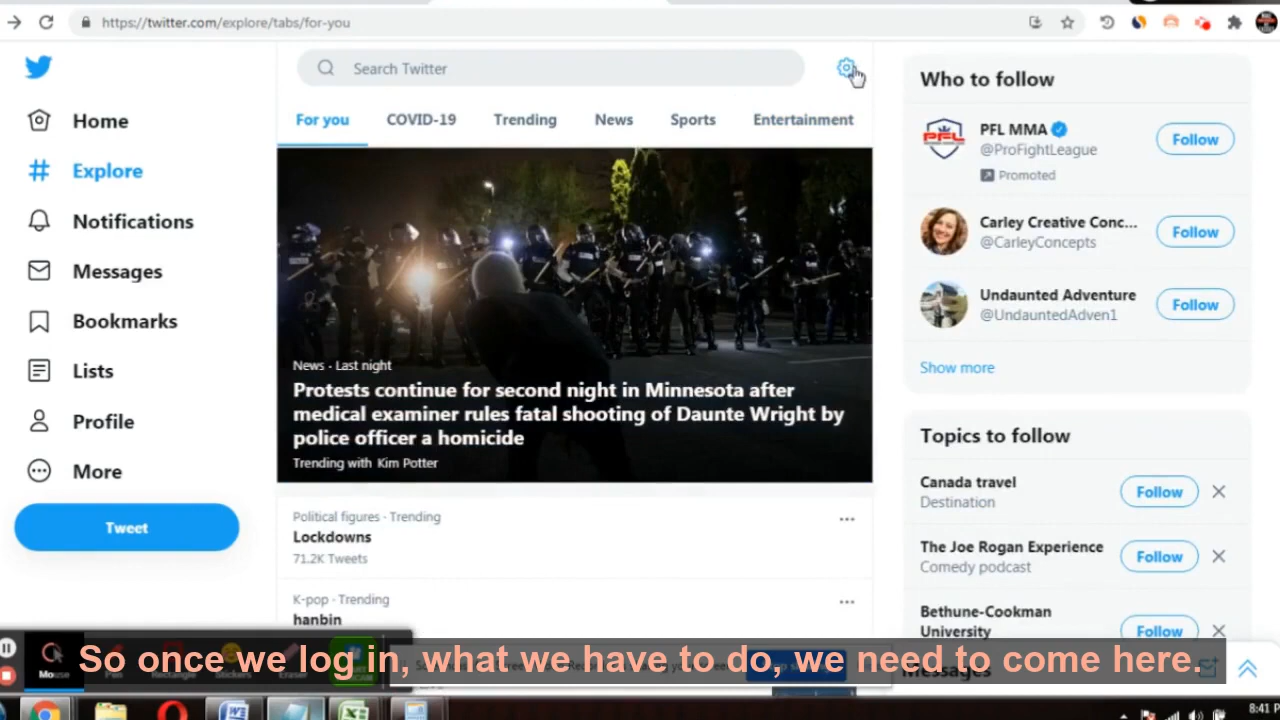 https://twitter.com/explore/tabs/for-you
Search Twitter
Home
Explore
Notifications
Messages
Bookmarks
Lists
Profile
More
Tweet
For you
COVID-19
Trending
News
Sports
Entertainment
News · Last night
Protests continue for second night in Minnesota after
medical examiner rules fatal shooting of Daunte Wright by
police officer a homicide
Trending with Kim Potter
Political figures · Trending
Lockdowns
71.2K Tweets
K-pop · Trending
hanbin
Who to follow
PFL MMA
@ProFightLeague
Promoted
Follow
Carley Creative Conc...
@CarleyConcepts
Follow
Undaunted Adventure
@UndauntedAdven1
Follow
Show more
Topics to follow
Canada travel
Destination
Follow
The Joe Rogan Experience
Comedy podcast
Follow
Bethune-Cookman
University
Follow
Messages
Mouse
Rectangle
Stickers
Eraser
So once we log in, what we have to do, we need to come here,
8:41 P